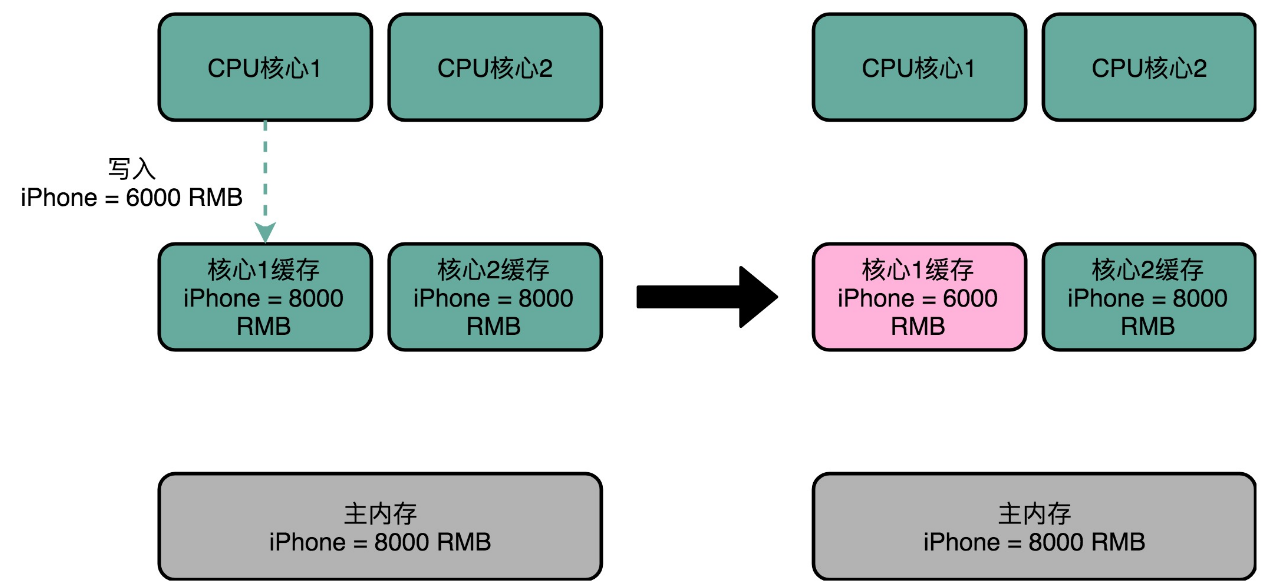 CPU核心1
CPU核心2
写入
iPhone = 6000 RMB
核心1缓存
iPhone = 8000
RMB
核心2缓存
iPhone = 8000
RMB
主内存
iPhone = 8000 RMB
CPU核心1
CPU核心2
核心1缓存
iPhone = 6000
RMB
核心2缓存
iPhone = 8000
RMB
主内存
iPhone = 8000 RMB